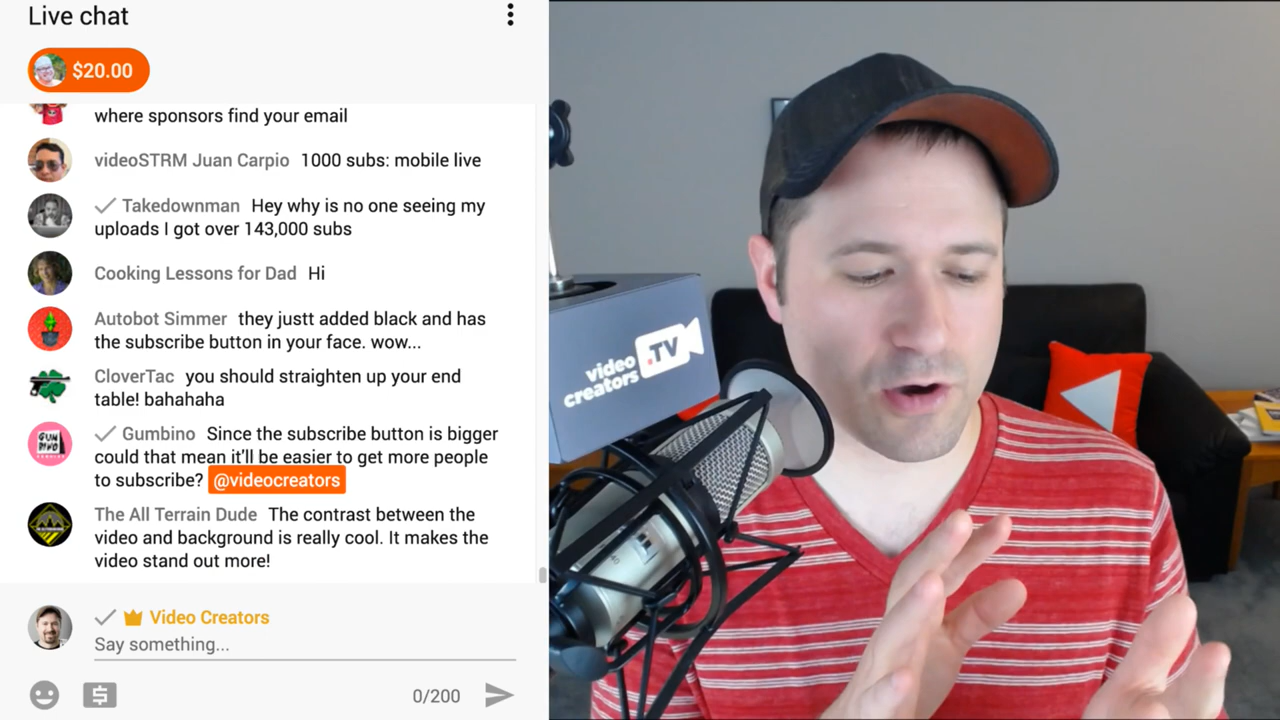 Live chat
$20.00
where sponsors find your email
videoSTRM Juan Carpio 1000 subs: mobile live
Takedownman Hey why is no one seeing my
uploads I got over 143,000 subs
Cooking Lessons for Dad Hi
Autobot Simmer they justt added black and has
the subscribe button in your face. wow...
CloverTac you should straighten up your end
table! bahahaha
GUM
BINO
Gumbino Since the subscribe button is bigger
could that mean it'll be easier to get more people
to subscribe? @videocreators
The All Terrain Dude The contrast between the
video and background is really cool. It makes the
video stand out more!
Video Creators
Say something...
0/200
video
creators
.TV